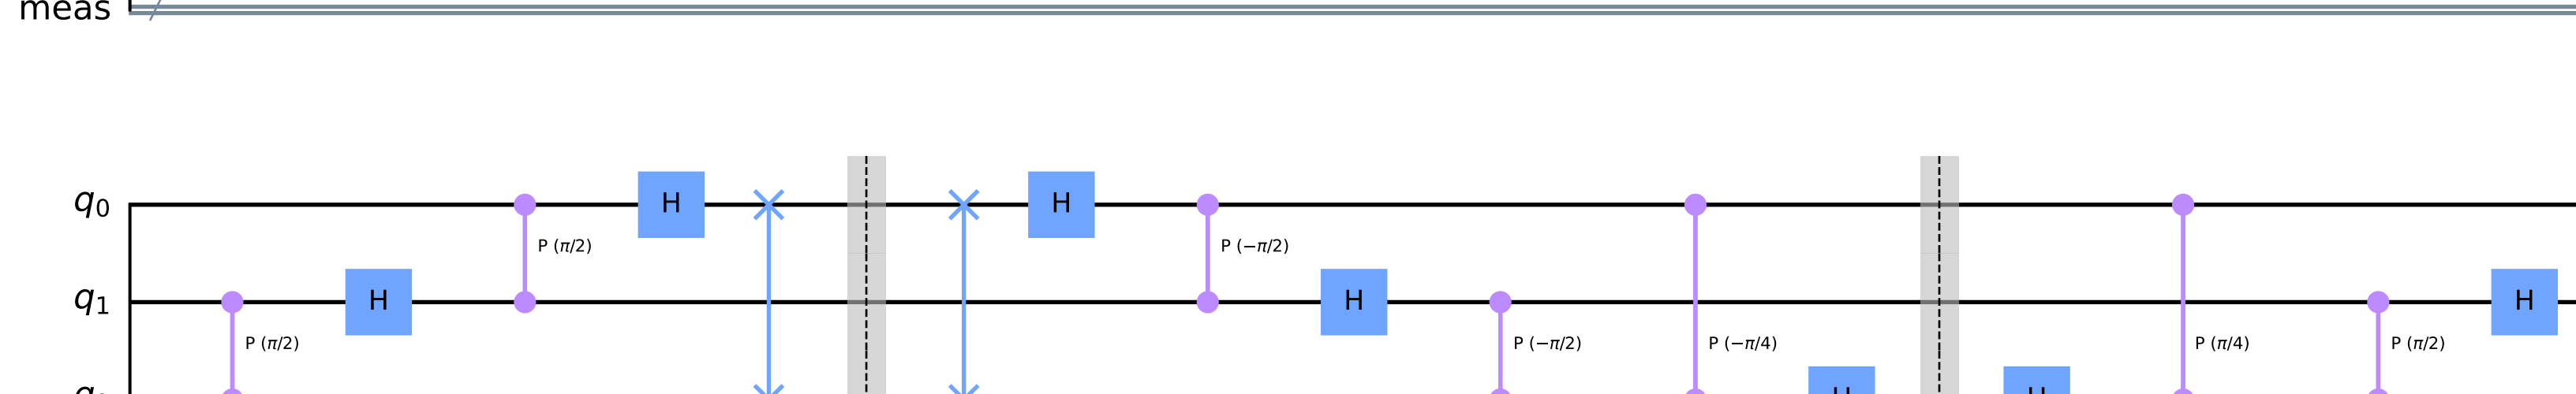 meas
q0 H H
P (π/2) P (−π/2)
q1 H H H
P (π/2) P (−π/2) P (−π/4) P (π/4) P (π/2)